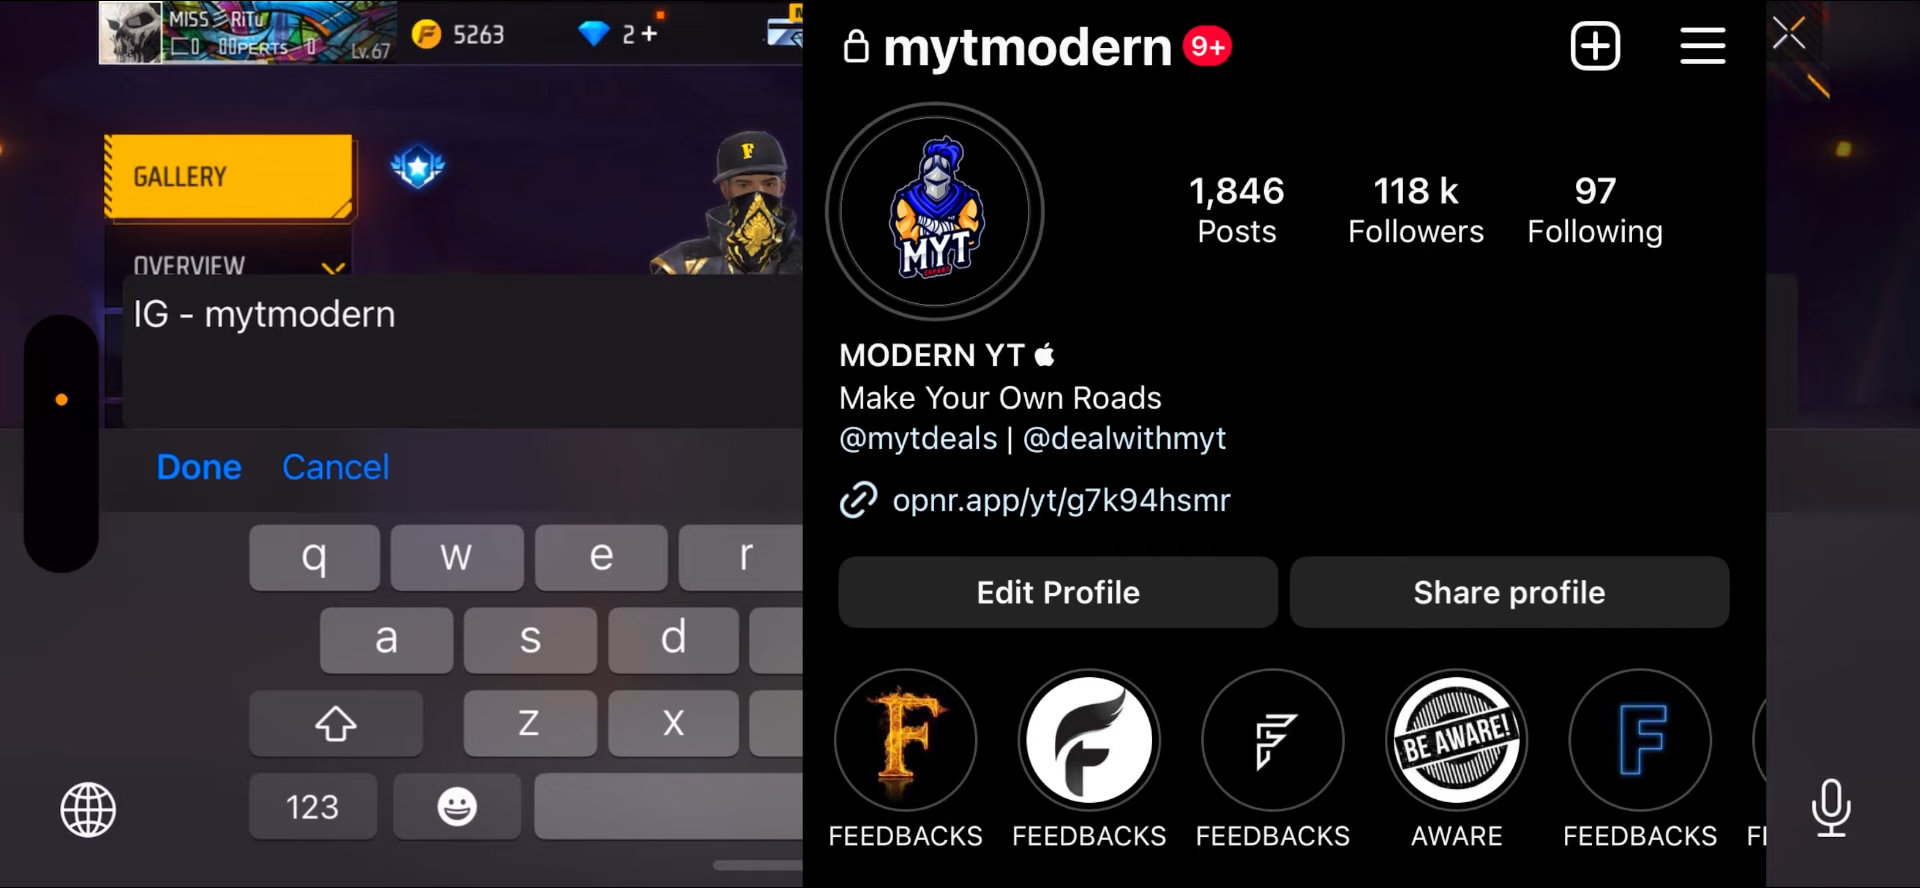 MISS
RiTu
Lv.67
5263
2 +
GALLERY
OVERVIEW
IG - mytmodern
Done
Cancel
q w e r
a s d
z x
123
mytmodern 9+
MYT
1,846
Posts
118 k
Followers
97
Following
MODERN YT
Make Your Own Roads
@mytdeals | @dealwithmyt
opnr.app/yt/g7k94hsmr
Edit Profile
Share profile
F
BE AWARE!
F
FEEDBACKS
FEEDBACKS
FEEDBACKS
AWARE
FEEDBACKS